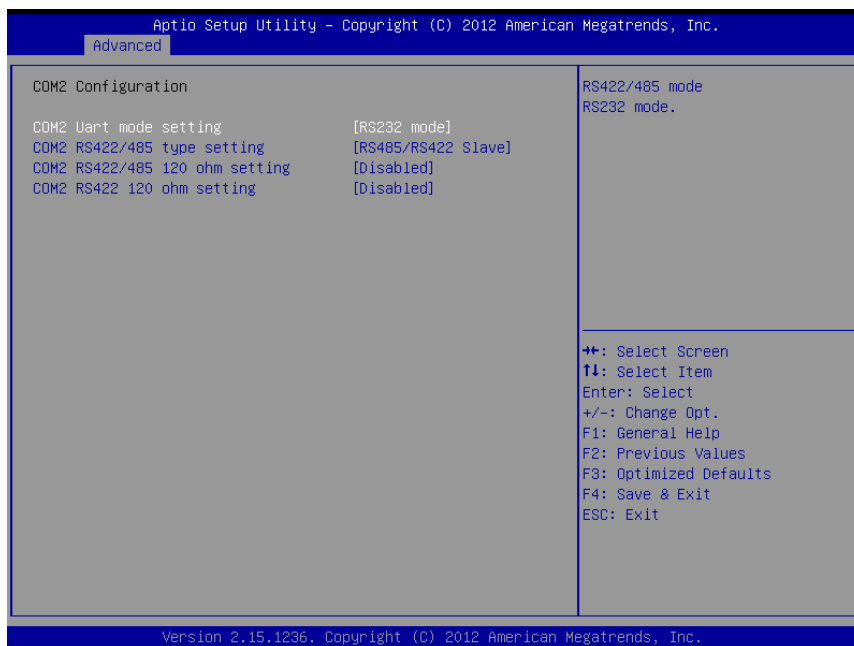 Aptio Setup Utility – Copyright (C) 2012 American Megatrends, Inc.
Advanced
COM2 Configuration
COM2 Uart mode setting [RS232 mode]
COM2 RS422/485 type setting [RS485/RS422 Slave]
COM2 RS422/485 120 ohm setting [Disabled]
COM2 RS422 120 ohm setting [Disabled]
RS422/485 mode
RS232 mode.
→←: Select Screen
↑↓: Select Item
Enter: Select
+/-: Change Opt.
F1: General Help
F2: Previous Values
F3: Optimized Defaults
F4: Save & Exit
ESC: Exit
Version 2.15.1236. Copyright (C) 2012 American Megatrends, Inc.